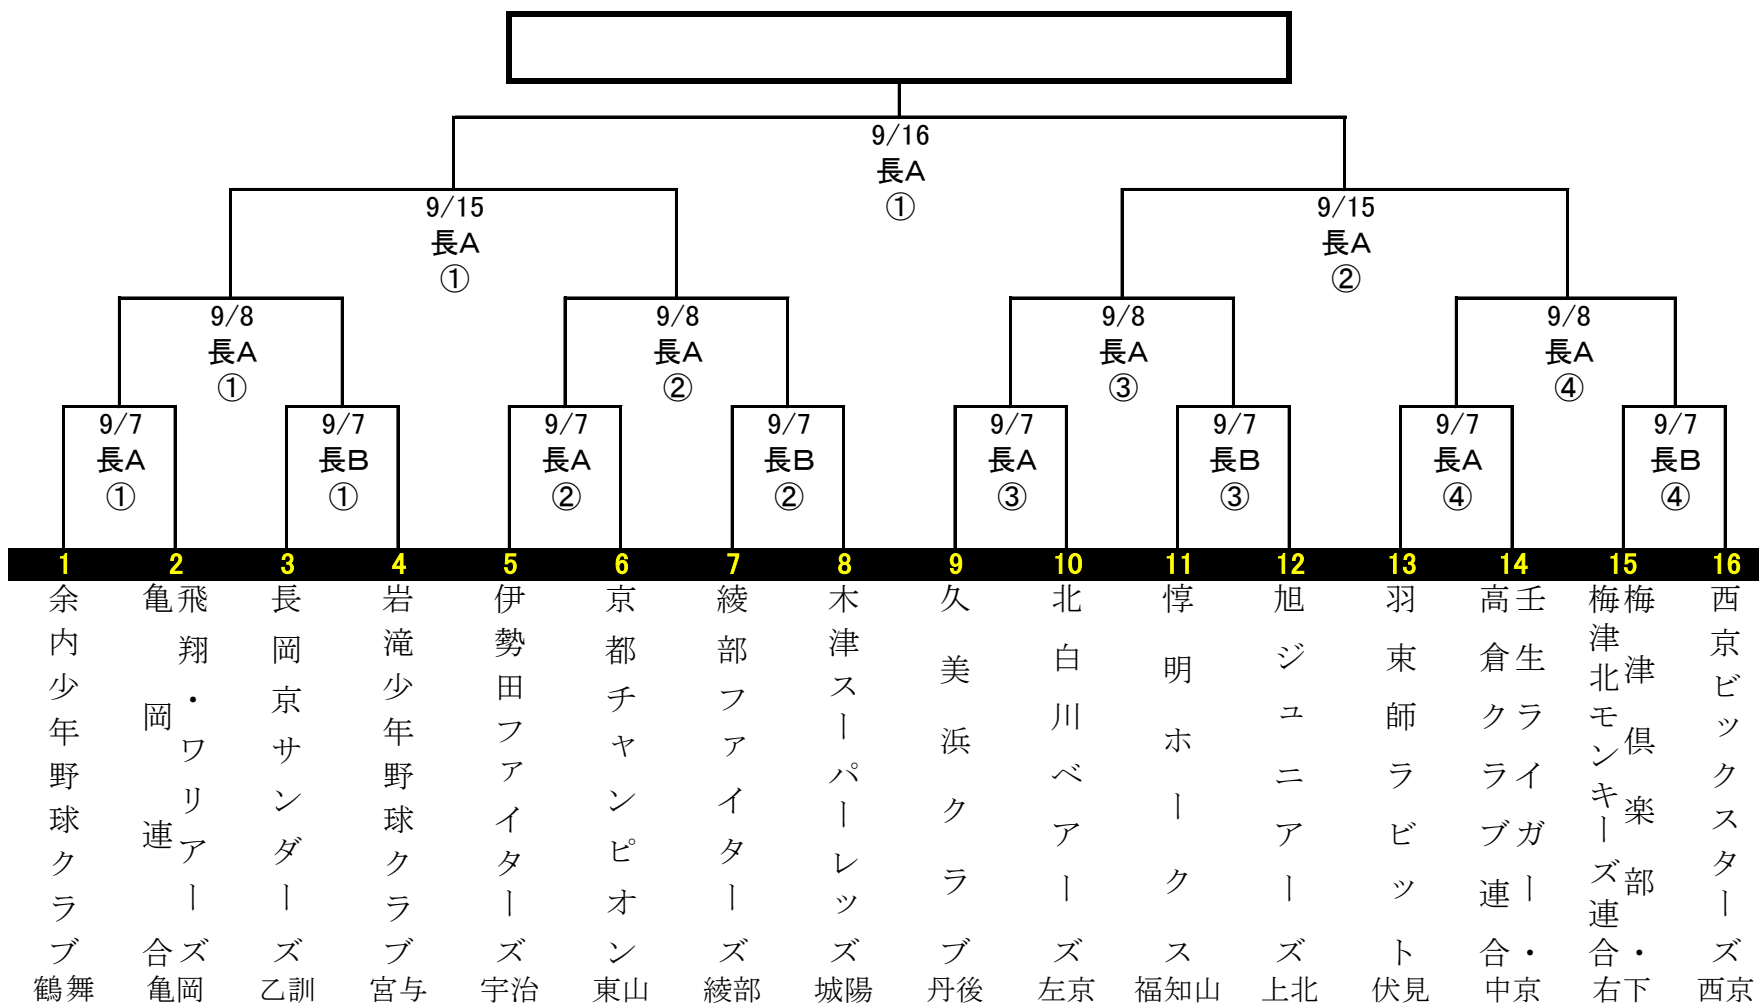 9/16
長A
①
9/15
長A
①
9/15
長A
②
9/8
長A
①
9/8
長A
②
9/8
長A
③
9/8
長A
④
9/7
長A
①
9/7
長B
①
9/7
長A
②
9/7
長B
②
9/7
長A
③
9/7
長B
③
9/7
長A
④
9/7
長B
④
1
余内少年野球クラブ
鶴舞
2
飛翔・ワリアーズ
亀岡連合
亀岡
3
長岡京サンダーズ
乙訓
4
岩滝少年野球クラブ
宮与
5
伊勢田ファイターズ
宇治
6
京都チャンピオン
東山
7
綾部ファイターズ
綾部
8
木津スーパーレッズ
城陽
9
久美浜クラブ
丹後
10
北白川ベアーズ
左京
11
惇明ホークス
福知山
12
旭ジュニアーズ
上北
13
羽束師ラビット
伏見
14
壬生ライガー・
高倉クラブ連合
中京
15
梅津倶楽部・
梅津北モンキーズ連合
右下
16
西京ビックスターズ
西京